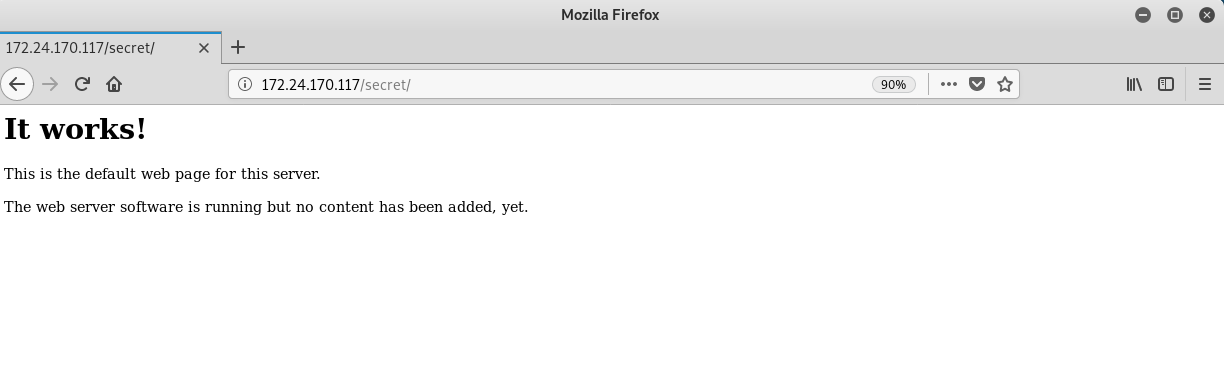 Mozilla Firefox
172.24.170.117/secret/
172.24.170.117/secret/ 90%
It works!
This is the default web page for this server.
The web server software is running but no content has been added, yet.